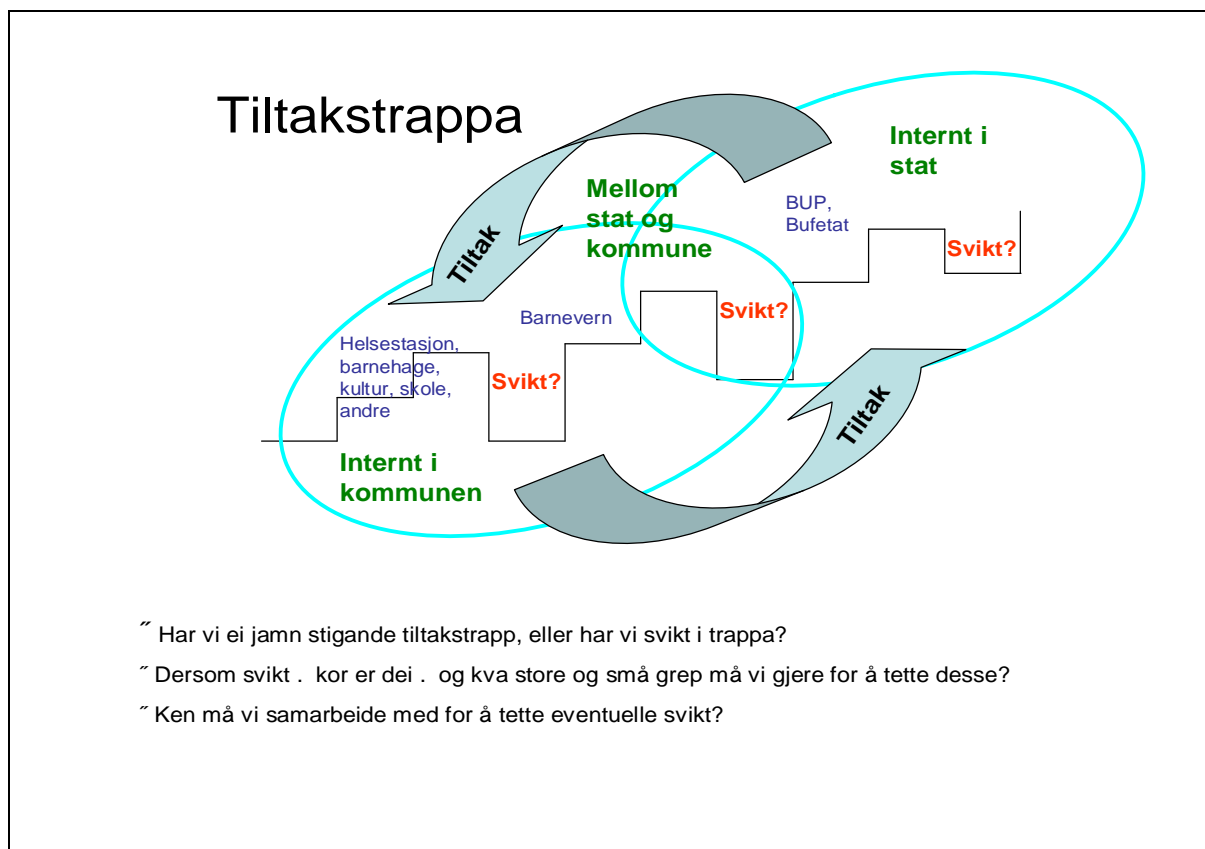 Tiltakstrappa
Internt i
stat
Mellom
stat og
kommune
BUP,
Bufetat
Svikt?
Tiltak
Svikt?
Barnevern
Helsestasjon,
barnehage,
kultur, skole,
andre
Svikt?
Tiltak
Internt i
kommunen
˝ Har vi ei jamn stigande tiltakstrapp, eller har vi svikt i trappa?
˝ Dersom svikt . kor er dei . og kva store og små grep må vi gjere for å tette desse?
˝ Ken må vi samarbeide med for å tette eventuelle svikt?